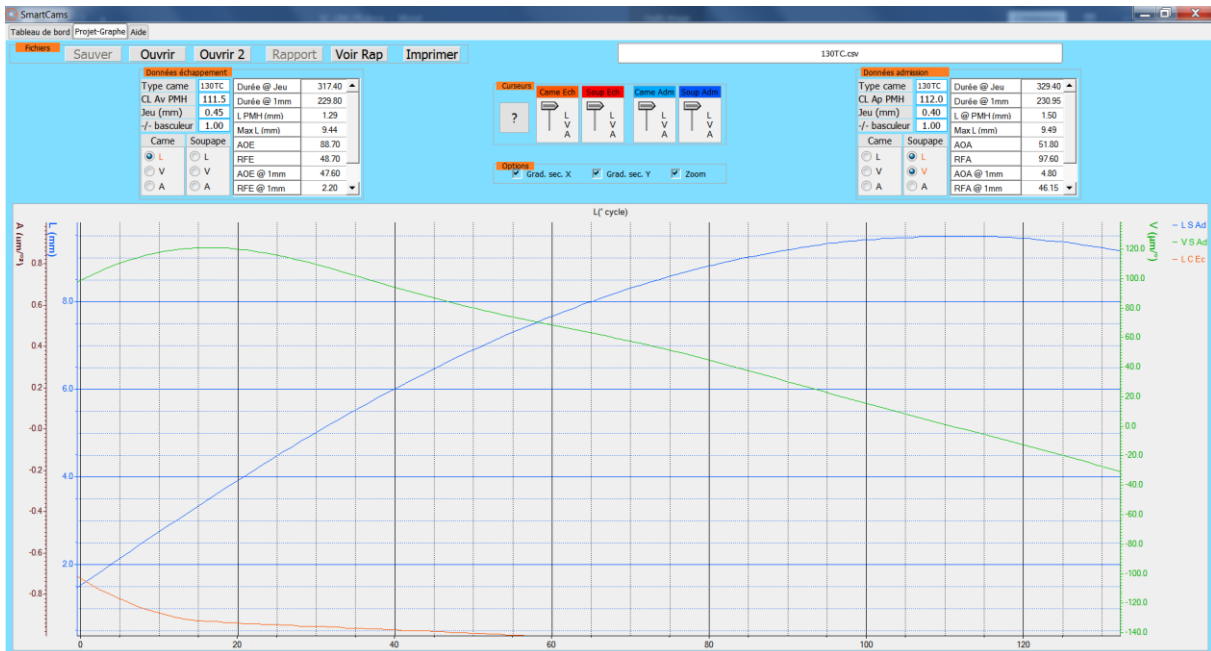 SmartCams
Tableau de bord Projet-Graphe Aide
Fichiers Sauver Ouvrir Ouvrir 2 Rapport Voir Rap Imprimer
130TC.csv
Données échappement
Type came 130TC
CL Av PMH 111.5
Jeu (mm) 0.45
-/- basculeur 1.00
Came Soupape
L L
V V
A A
Durée @ Jeu 317.40
Durée @ 1mm 229.80
L PMH (mm) 1.29
Max L (mm) 9.44
AOE 88.70
RFE 48.70
AOE @ 1mm 47.60
RFE @ 1mm 2.20
Curseurs
?
Came Ech Soup Ech Came Adm Soup Adm
L L L L
V V V V
A A A A
Options
Grad. sec. X Grad. sec. Y Zoom
Données admission
Type came 130TC
CL Ap PMH 112.0
Jeu (mm) 0.40
-/- basculeur 1.00
Came Soupape
L L
V V
A A
Durée @ Jeu 329.40
Durée @ 1mm 230.95
L @ PMH (mm) 1.50
Max L (mm) 9.49
AOA 51.80
RFA 97.60
AOA @ 1mm 4.80
RFA @ 1mm 46.15
L(° cycle)
A (µm/°²)
0.8
0.6
0.4
0.2
-0.0
-0.2
-0.4
-0.6
-0.8
L (mm)
8.0
6.0
4.0
2.0
V (µm/°)
120.0
100.0
80.0
60.0
40.0
20.0
0.0
-20.0
-40.0
-60.0
-80.0
-100.0
-120.0
-140.0
L S Ad
V S Ad
L C Ec
0 20 40 60 80 100 120